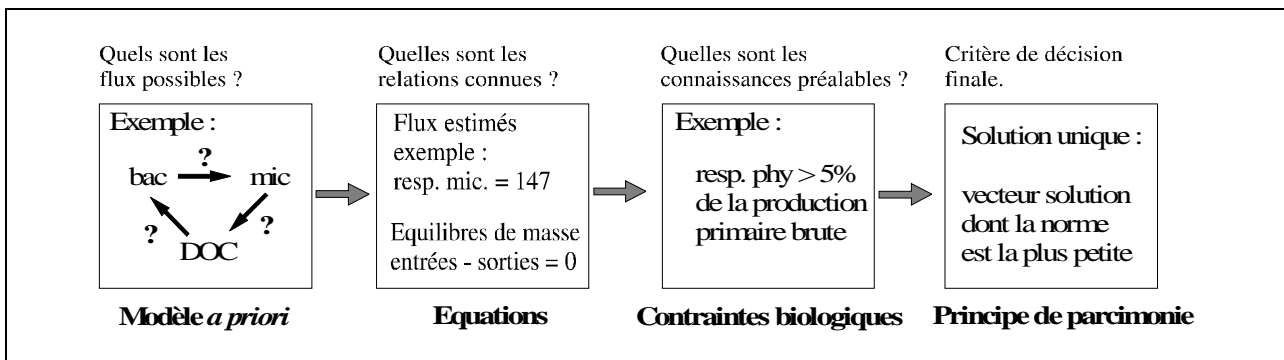 Quels sont les
flux possibles ?
Exemple :
?
bac
mic
?
?
DOC
Modèle a priori
Quelles sont les
relations connues ?
Flux estimés
exemple :
resp. mic. = 147
Equilibres de masse
entrées - sorties = 0
Equations
Quelles sont les
connaissances préalables ?
Exemple :
resp. phy > 5%
de la production
primaire brute
Contraintes biologiques
Critère de décision
finale.
Solution unique :
vecteur solution
dont la norme
est la plus petite
Principe de parcimonie